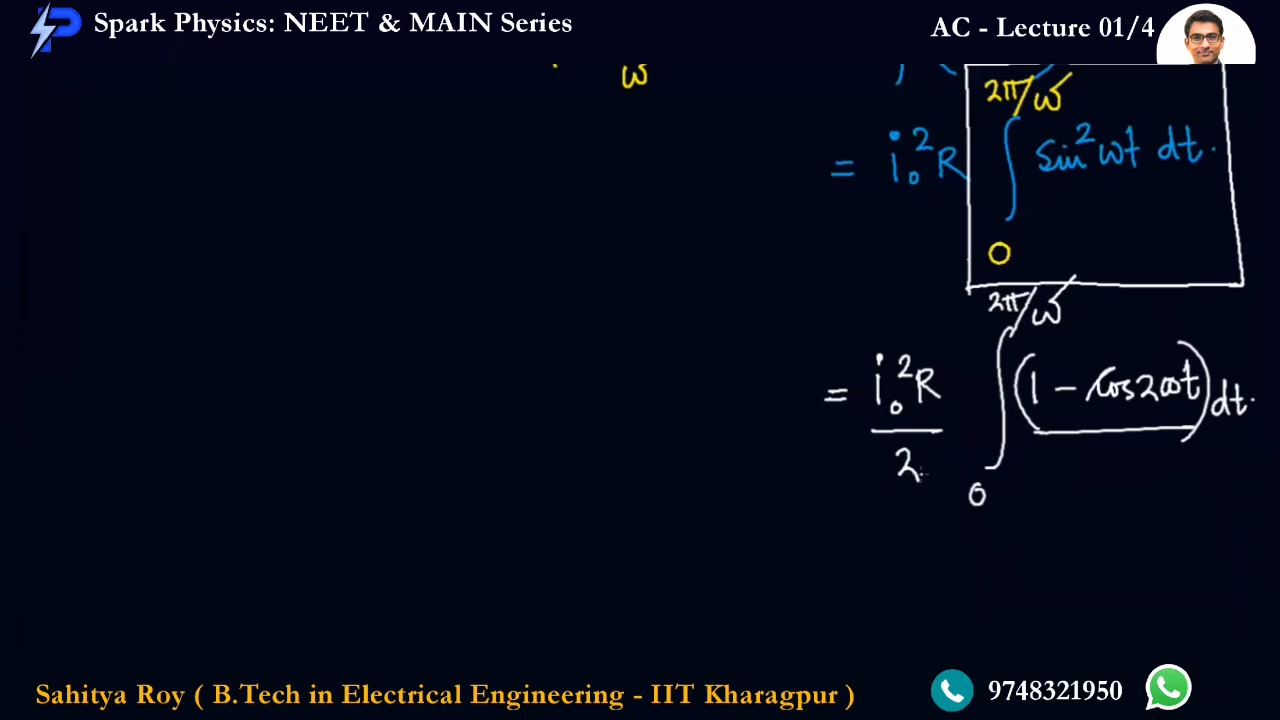 Spark Physics: NEET & MAIN Series
AC - Lecture 01/4
ω
2π/ω
= i₀²R ∫ sin²ωt dt.
0
2π/ω
= i₀²R ∫ (1 - cos2ωt) dt.
2
0
Sahitya Roy ( B.Tech in Electrical Engineering - IIT Kharagpur )
9748321950